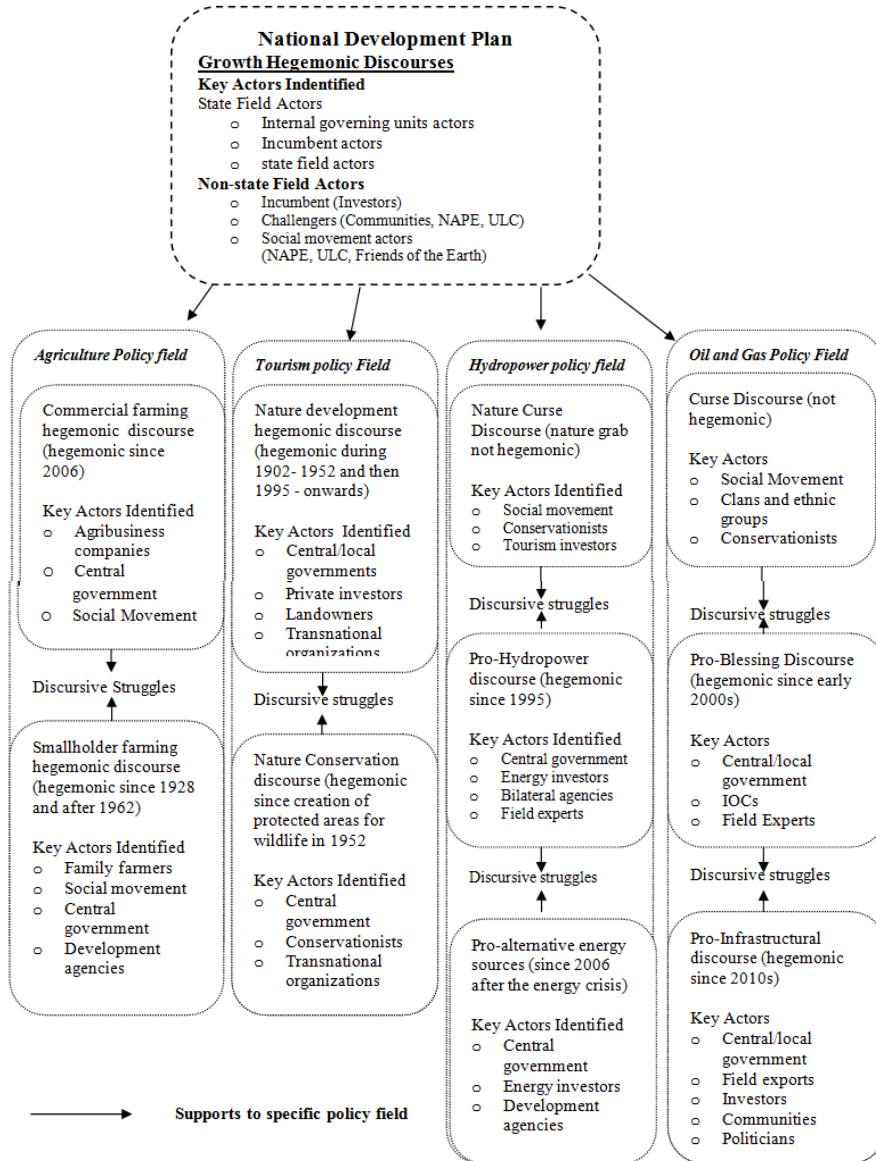 National Development Plan
Growth Hegemonic Discourses
Key Actors Indentified
State Field Actors
o Internal governing units actors
o Incumbent actors
o state field actors
Non-state Field Actors
o Incumbent (Investors)
o Challengers (Communities, NAPE, ULC)
o Social movement actors
(NAPE, ULC, Friends of the Earth)
Agriculture Policy field
Commercial farming
hegemonic discourse
(hegemonic since
2006)
Key Actors Identified
o Agribusiness
companies
o Central
government
o Social Movement
Discursive Struggles
Smallholder farming
hegemonic discourse
(hegemonic since 1928
and after 1962)
Key Actors Identified
o Family farmers
o Social movement
o Central
government
o Development
agencies
Tourism policy Field
Nature development
hegemonic discourse
(hegemonic during
1902- 1952 and then
1995 - onwards)
Key Actors Identified
o Central/local
governments
o Private investors
o Landowners
o Transnational
organizations
Discursive struggles
Nature Conservation
discourse (hegemonic
since creation of
protected areas for
wildlife in 1952
Key Actors Identified
o Central
government
o Conservationists
o Transnational
organizations
Hydropower policy field
Nature Curse
Discourse (nature grab
not hegemonic)
Key Actors Identified
o Social movement
o Conservationists
o Tourism investors
Discursive struggles
Pro-Hydropower
discourse (hegemonic
since 1995)
Key Actors Identified
o Central government
o Energy investors
o Bilateral agencies
o Field experts
Discursive struggles
Pro-alternative energy
sources (since 2006
after the energy crisis)
Key Actors Identified
o Central
government
o Energy investors
o Development
agencies
Oil and Gas Policy Field
Curse Discourse (not
hegemonic)
Key Actors
o Social Movement
o Clans and ethnic
groups
o Conservationists
Discursive struggles
Pro-Blessing Discourse
(hegemonic since early
2000s)
Key Actors
o Central/local
government
o IOCs
o Field Experts
Discursive struggles
Pro-Infrastructural
discourse (hegemonic
since 2010s)
Key Actors
o Central/local
government
o Field exports
o Investors
o Communities
o Politicians
Supports to specific policy field